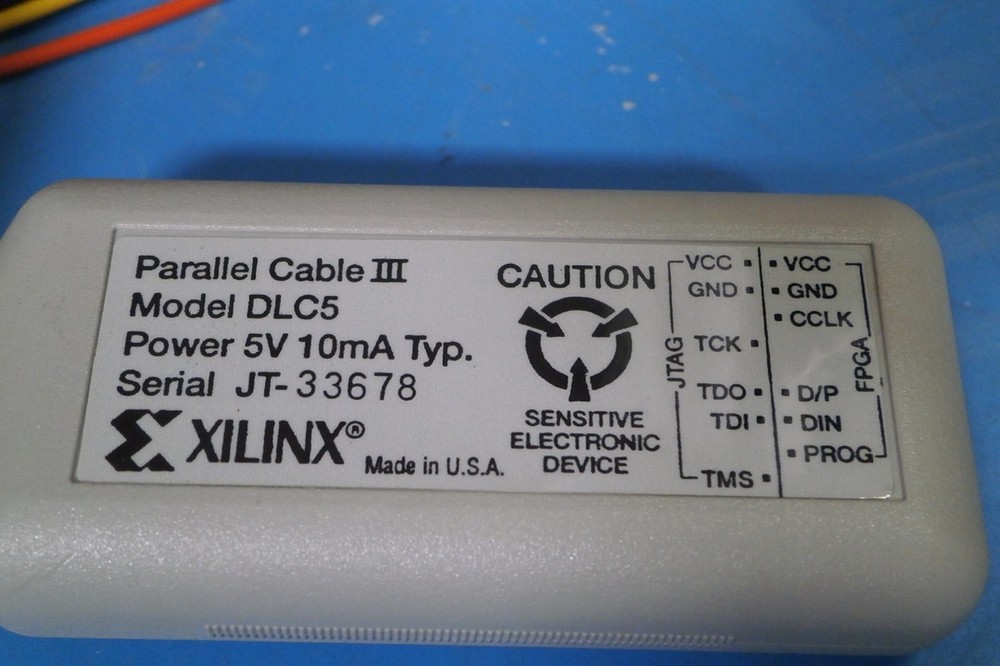 Parallel Cable III
Model DLC5
Power 5V 10mA Typ.
Serial JT-33678
XILINX®
Made in U.S.A.
CAUTION
SENSITIVE
ELECTRONIC
DEVICE
JTAG
VCC
GND
TCK
TDO
TDI
TMS
VCC
GND
CCLK
D/P
DIN
PROG
FPGA